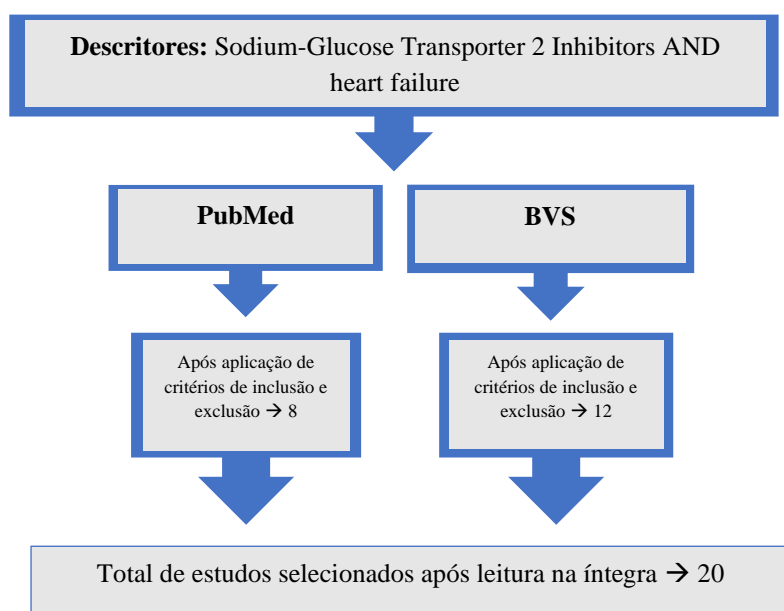 Descritores: Sodium-Glucose Transporter 2 Inhibitors AND
heart failure
PubMed
BVS
Após aplicação de
critérios de inclusão e
exclusão → 8
Após aplicação de
critérios de inclusão e
exclusão → 12
Total de estudos selecionados após leitura na íntegra → 20